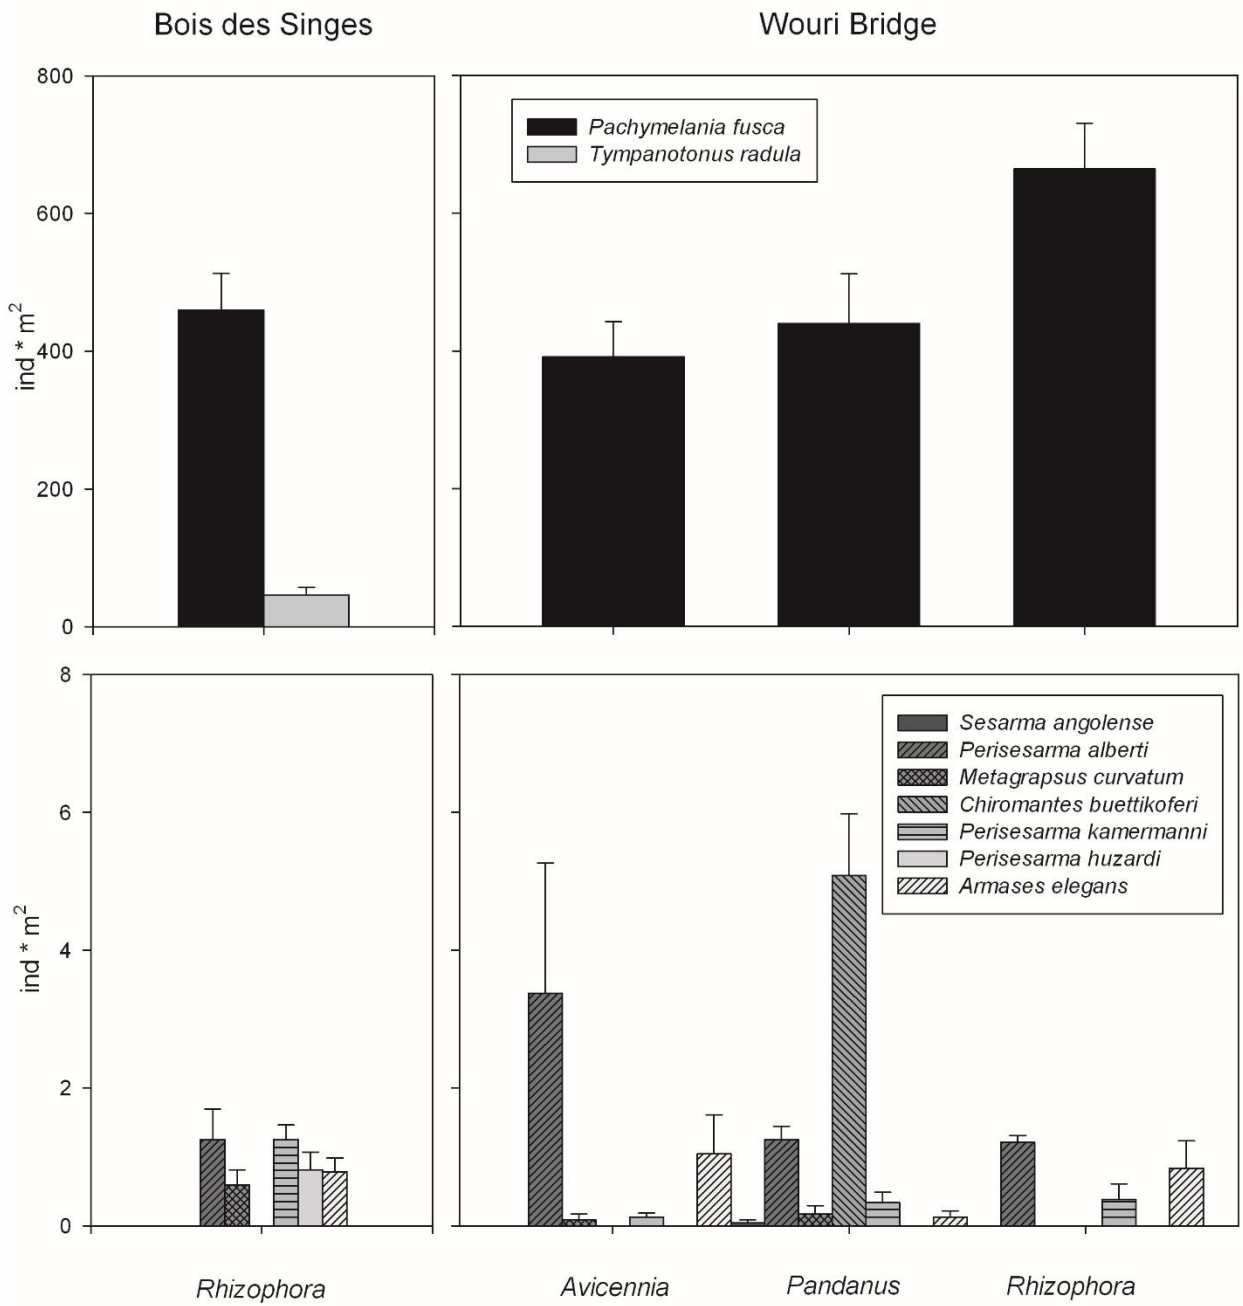 Bois des Singes
Wouri Bridge
800
600
400
200
0
ind * m²
Pachymelania fusca
Tympanotonus radula
8
6
4
2
0
ind * m²
Sesarma angolense
Perisesarma alberti
Metagrapsus curvatum
Chiromantes buettikoferi
Perisesarma kamermanni
Perisesarma huzardi
Armases elegans
Rhizophora
Avicennia
Pandanus
Rhizophora